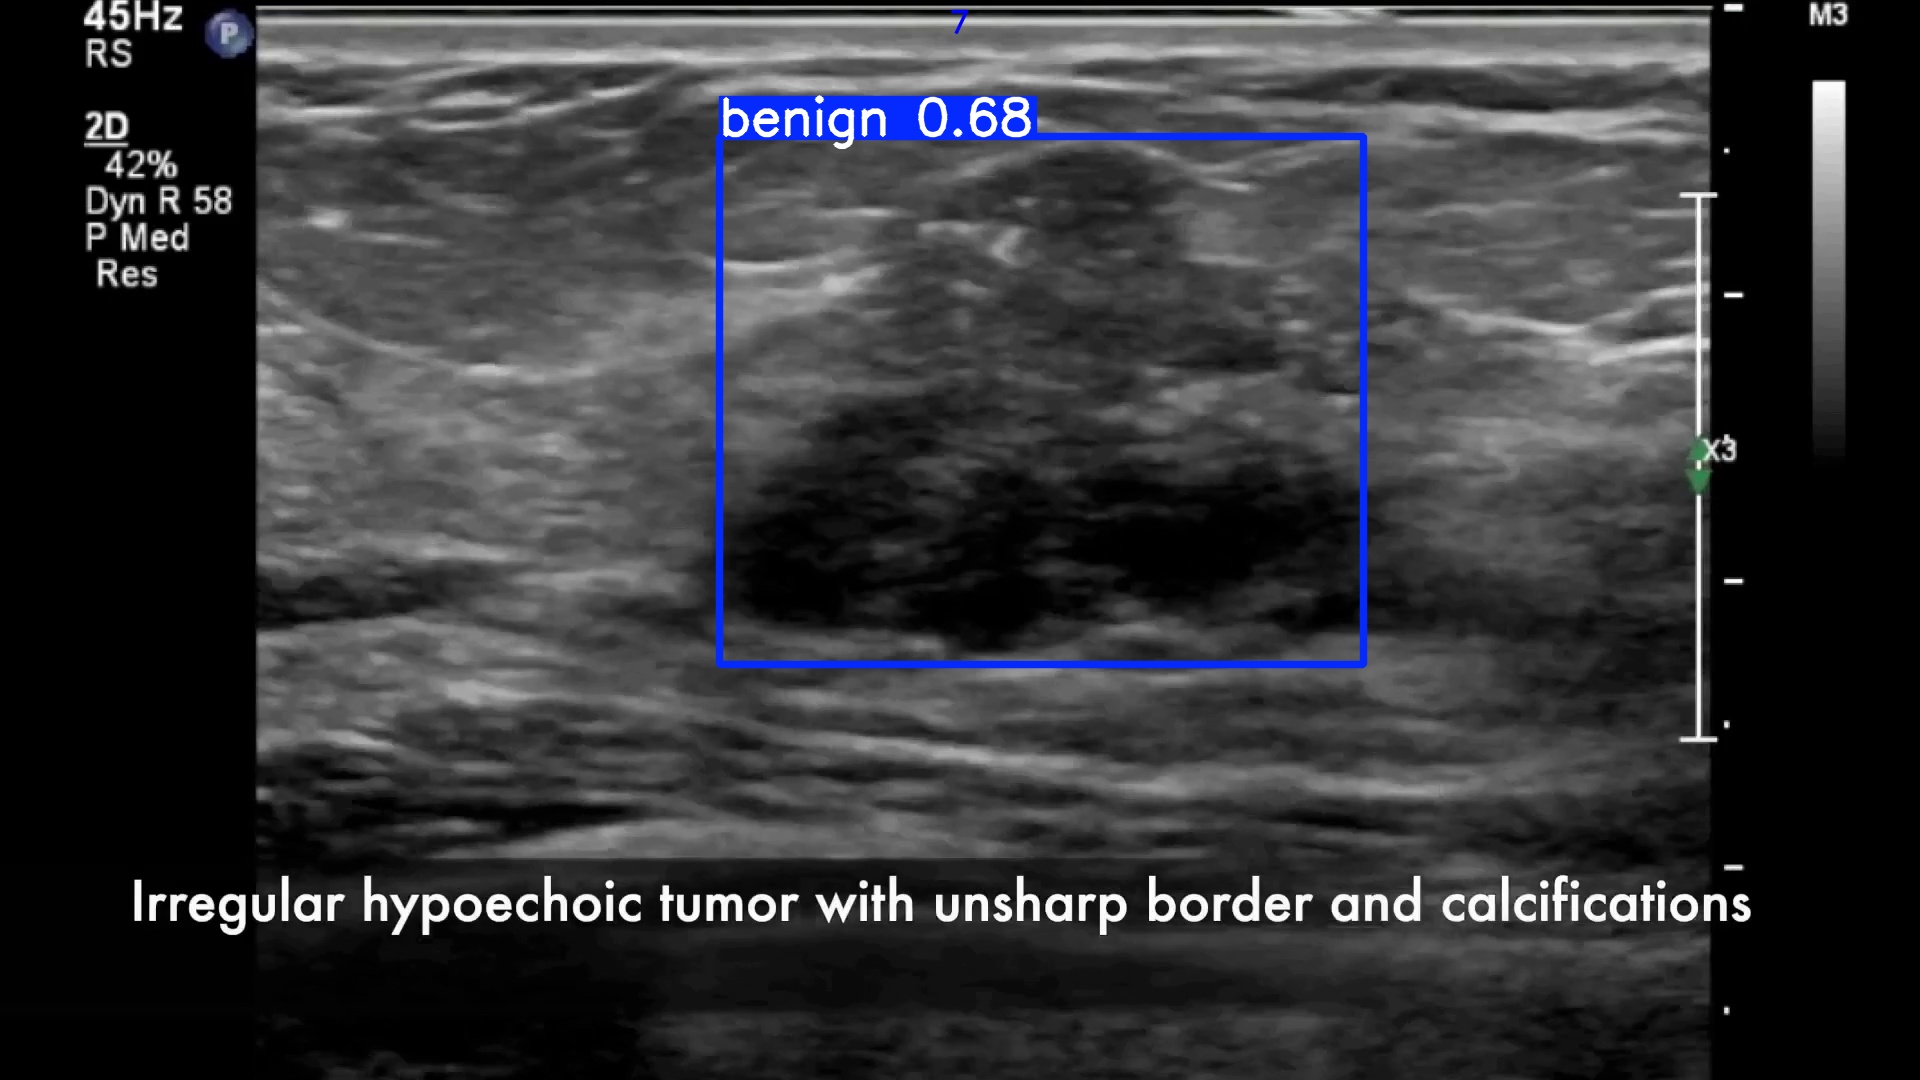 45Hz
RS
P
7
M3
benign 0.68
2D
42%
Dyn R 58
P Med
Res
X3
Irregular hypoechoic tumor with unsharp border and calcifications